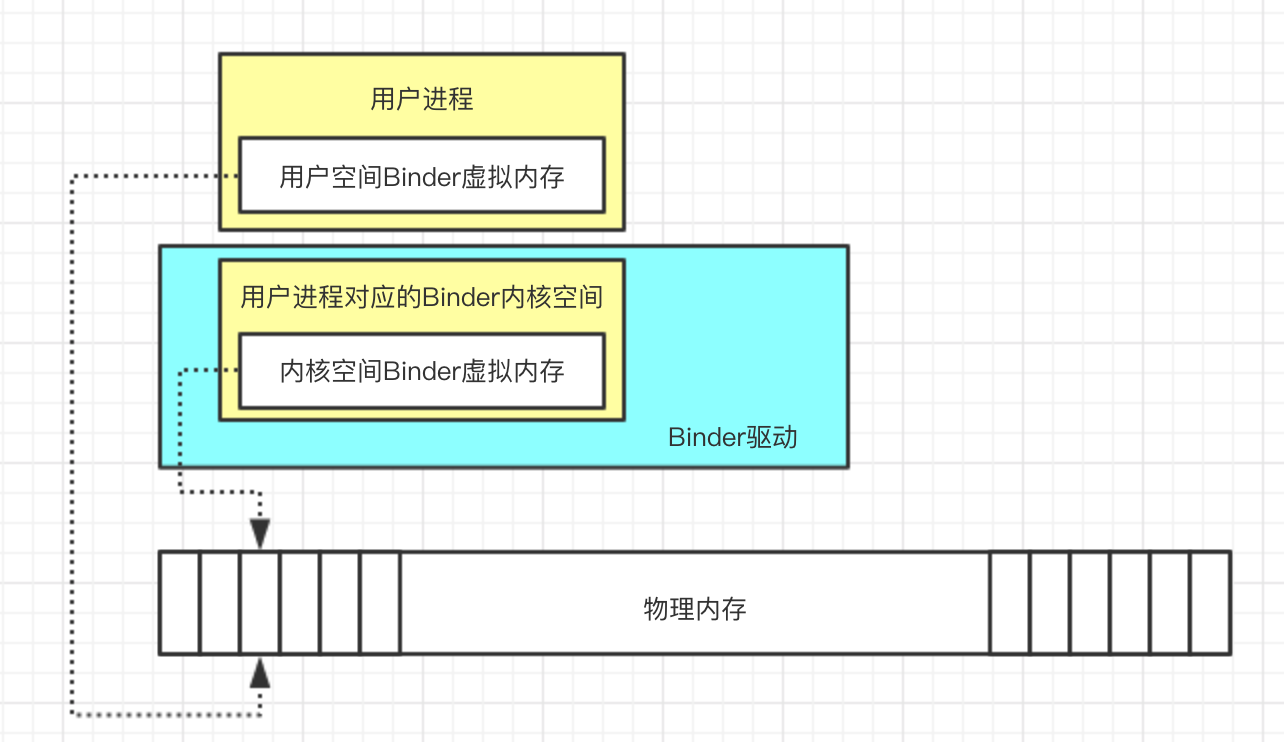 用户进程
用户空间Binder虚拟内存
用户进程对应的Binder内核空间
内核空间Binder虚拟内存
Binder驱动
物理内存